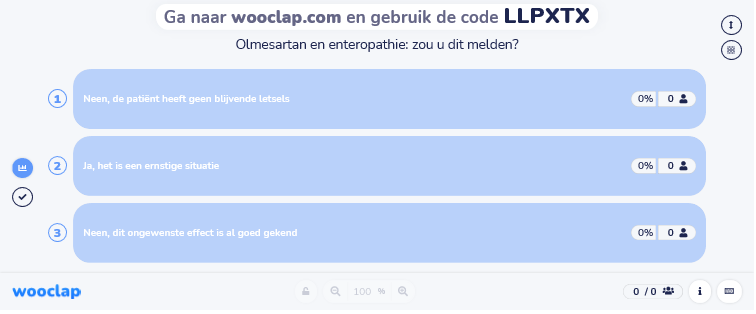 Ga naar wooclap.com en gebruik de code LLPXTX
Olmesartan en enteropathie: zou u dit melden?
1 Neen, de patiënt heeft geen blijvende letsels 0% 0
2 Ja, het is een ernstige situatie 0% 0
3 Neen, dit ongewenste effect is al goed gekend 0% 0
wooclap 100 % 0 / 0